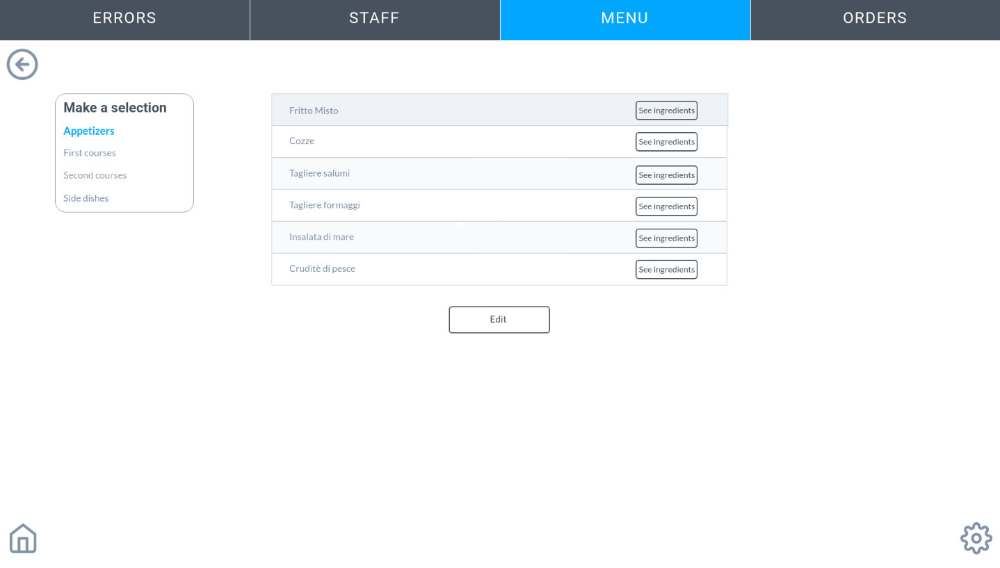 ERRORS STAFF MENU ORDERS
Make a selection
Appetizers
First courses
Second courses
Side dishes
Fritto Misto See ingredients
Cozze See ingredients
Tagliere salumi See ingredients
Tagliere formaggi See ingredients
Insalata di mare See ingredients
Cruditè di pesce See ingredients
Edit